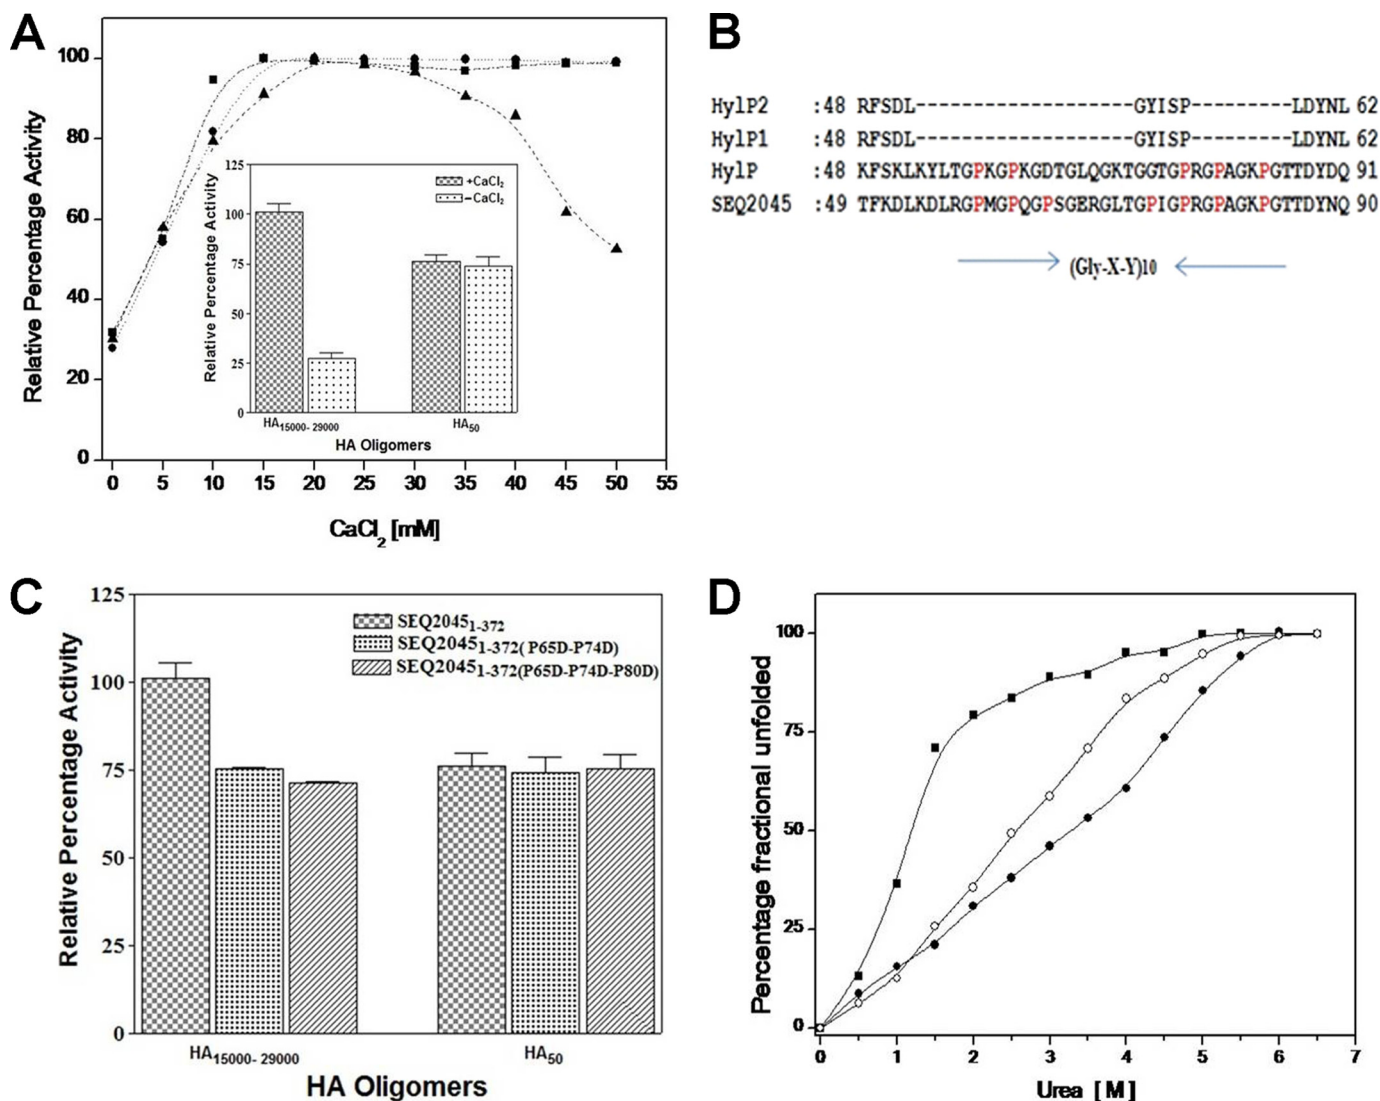 A
Relative Percentage Activity
100
80
60
40
20
0
0 5 10 15 20 25 30 35 40 45 50 55
CaCl2 [mM]
Relative Percentage Activity
125
100
75
50
25
0
+CaCl2
−CaCl2
HA15000- 29000 HA50
HA Oligomers
B
HylP2 :48 RFSDL------------------GYISP---------LDYNL 62
HylP1 :48 RFSDL------------------GYISP---------LDYNL 62
HylP :48 KFSKLKYLTGPKGPKGDTGLQGKTGGTGPRGPAGKPGTTDYDQ 91
SEQ2045 :49 TFKDLKDLRGPMGPQGPSGERGLTGPIGPRGPAGKPGTTDYNQ 90
(Gly-X-Y)10
C
Relative Percentage Activity
125
100
75
50
25
0
SEQ20451-372
SEQ20451-372( P65D-P74D)
SEQ20451-372(P65D-P74D-P80D)
HA15000- 29000 HA50
HA Oligomers
D
Percentage fractional unfolded
100
75
50
25
0
0 1 2 3 4 5 6 7
Urea [ M ]